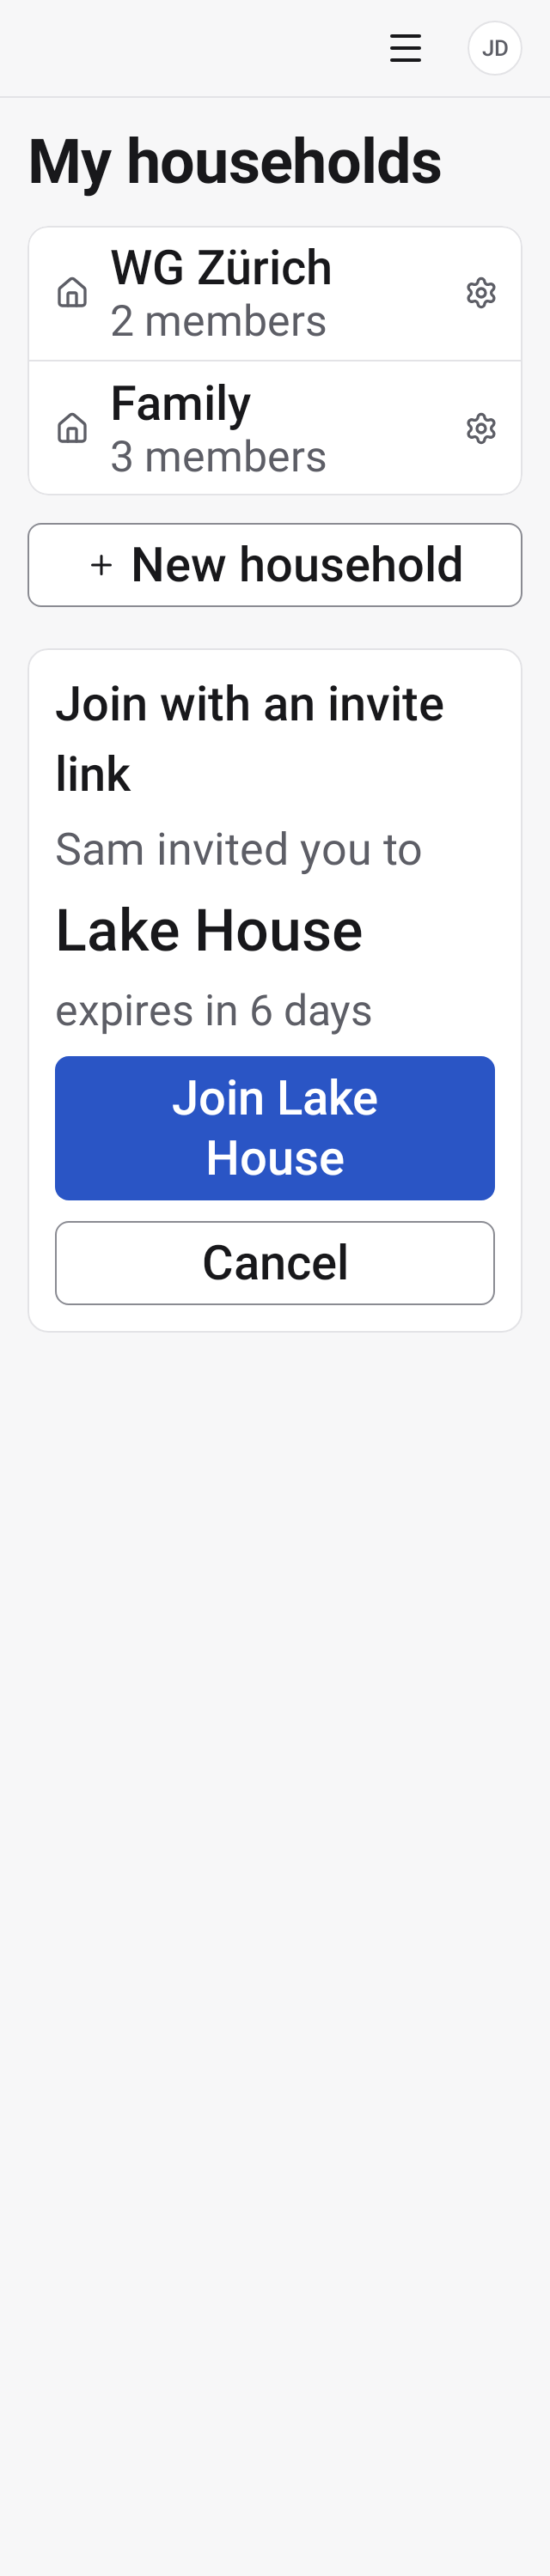 JD
My households
WG Zürich
2 members
Family
3 members
+ New household
Join with an invite
link
Sam invited you to
Lake House
expires in 6 days
Join Lake
House
Cancel